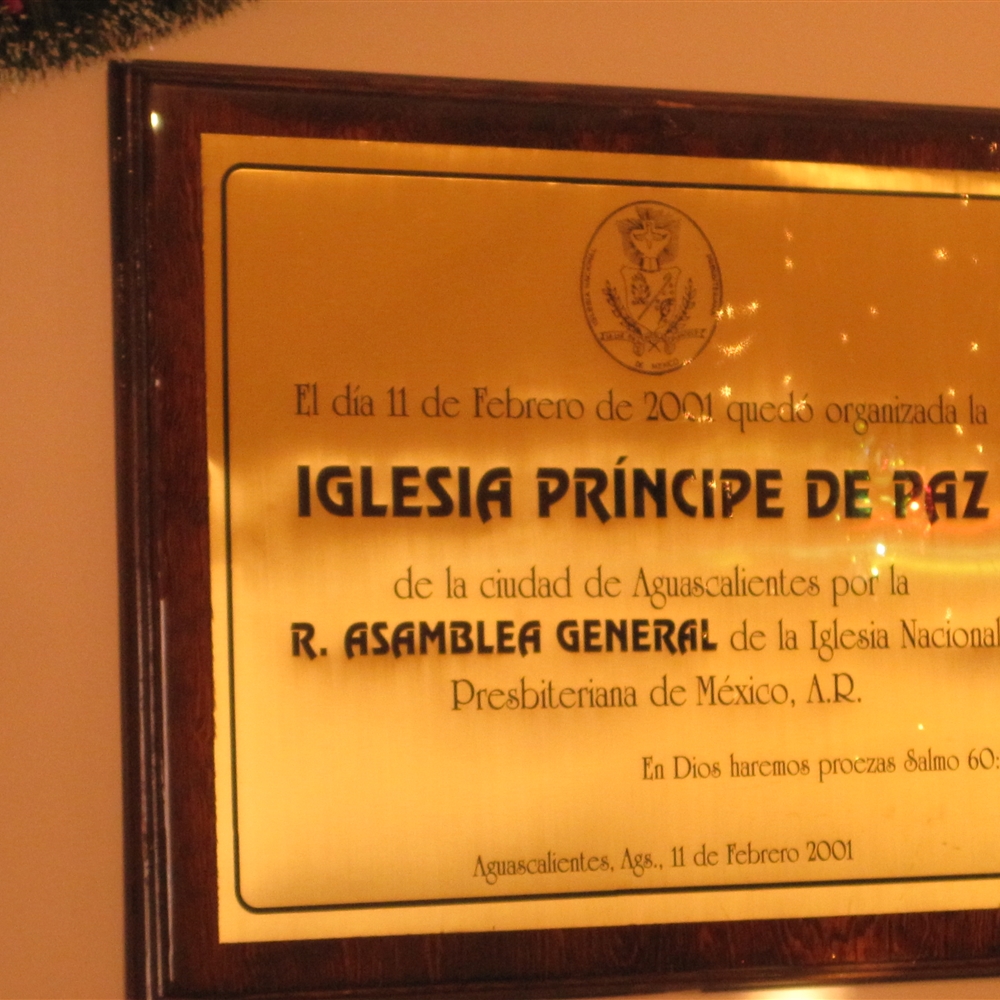 El día 11 de Febrero de 2001 quedó organizada la
IGLESIA PRÍNCIPE DE PAZ
de la ciudad de Aguascalientes por la
R. ASAMBLEA GENERAL de la Iglesia Nacional
Presbiteriana de México, A.R.
En Dios haremos proezas Salmo 60:
Aguascalientes, Ags., 11 de Febrero 2001